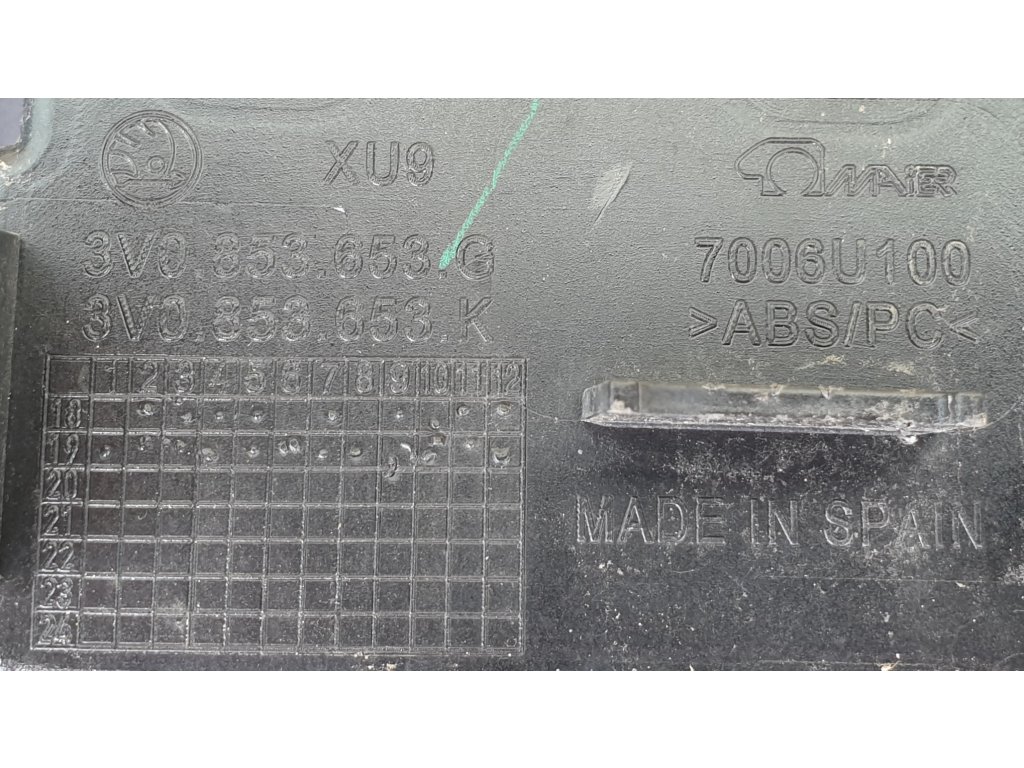 XU9
MAiER
3V0.853.653.G
7006U100
3V0.853.653.K
>ABS/PC<
1 2 3 4 5 6 7 8 9 10 11 12
18
19
20
21
22
23
24
MADE IN SPAIN